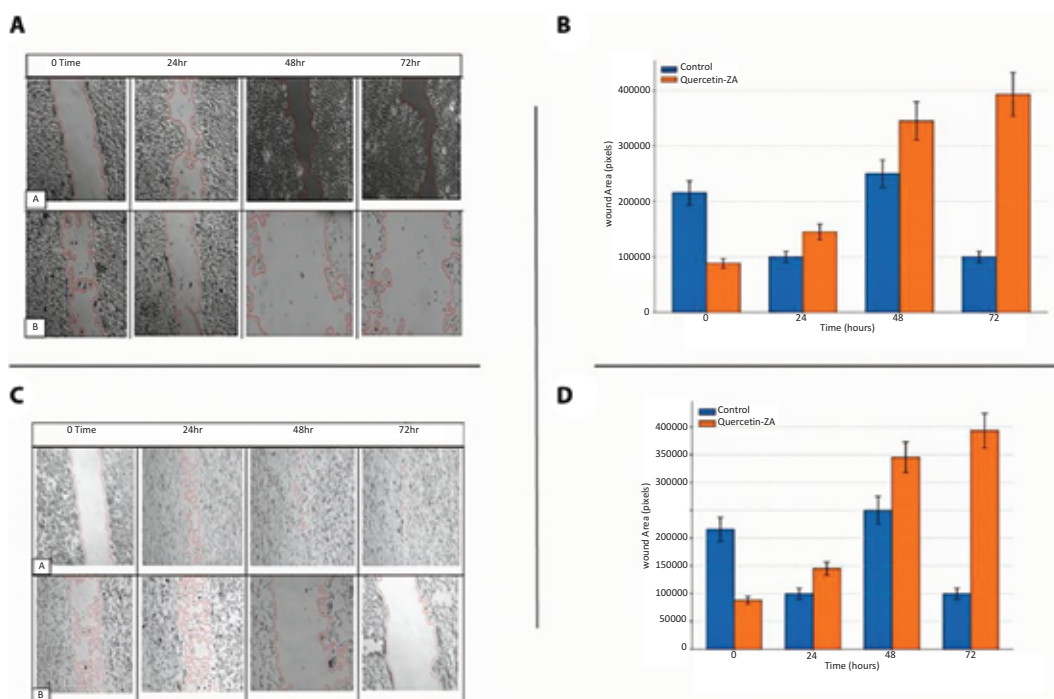 A
0 Time 24hr 48hr 72hr
A
B
B
Control
Quercetin-ZA
wound Area (pixels)
400000
300000
200000
100000
0
0 24 48 72
Time (hours)
C
0 Time 24hr 48hr 72hr
A
B
D
Control
Quercetin-ZA
wound Area (pixels)
400000
350000
300000
200000
150000
100000
50000
0
0 24 48 72
Time (hours)